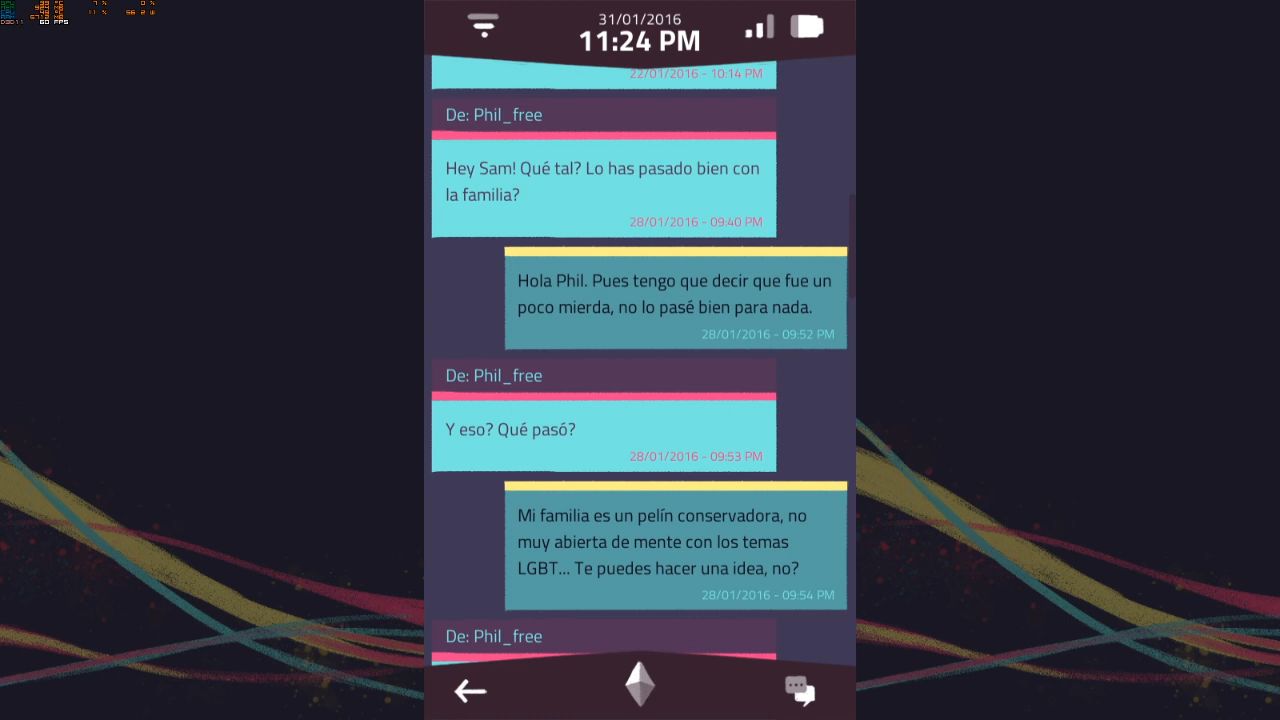 31/01/2016
11:24 PM
22/01/2016 - 10:14 PM
De: Phil_free
Hey Sam! Qué tal? Lo has pasado bien con
la familia?
28/01/2016 - 09:40 PM
Hola Phil. Pues tengo que decir que fue un
poco mierda, no lo pasé bien para nada.
28/01/2016 - 09:52 PM
De: Phil_free
Y eso? Qué pasó?
28/01/2016 - 09:53 PM
Mi familia es un pelín conservadora, no
muy abierta de mente con los temas
LGBT... Te puedes hacer una idea, no?
28/01/2016 - 09:54 PM
De: Phil_free